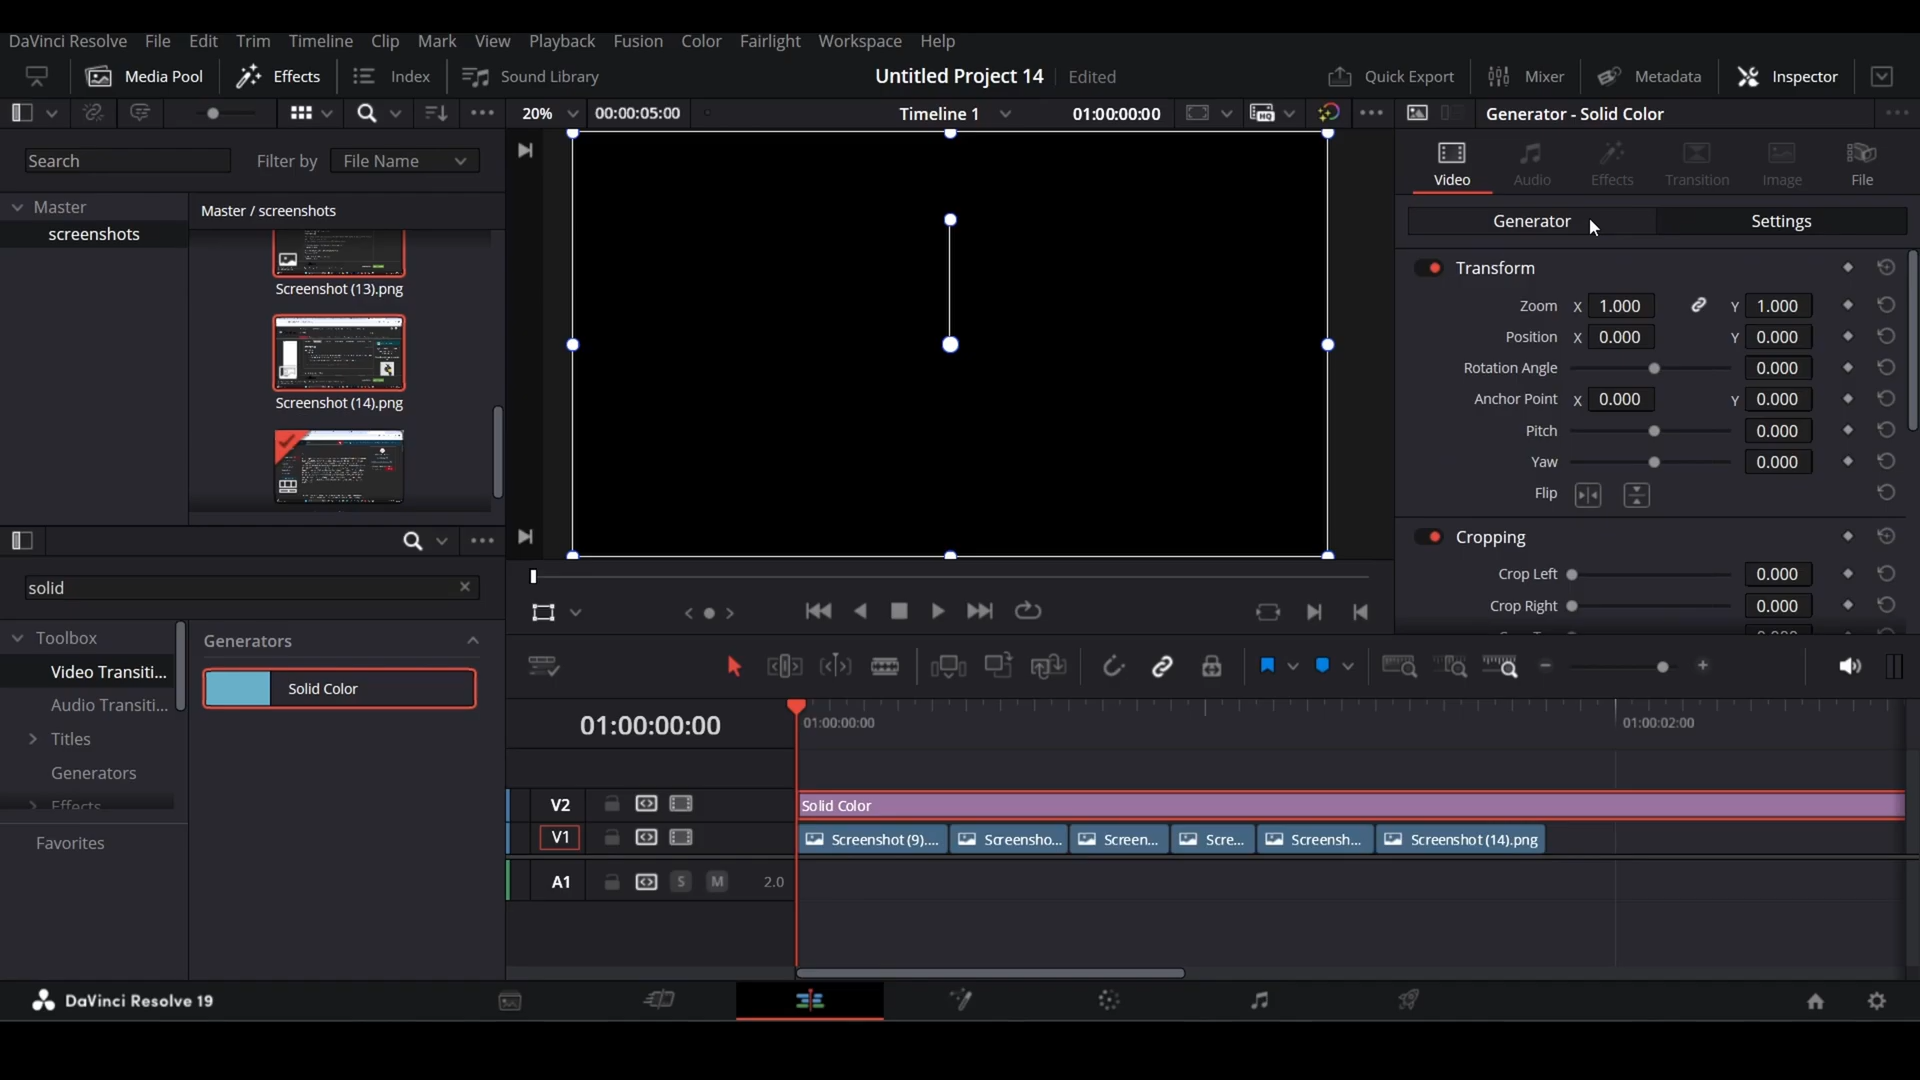 DaVinci Resolve File Edit Trim Timeline Clip Mark View Playback Fusion Color Fairlight Workspace Help
Media Pool Effects Index Sound Library Untitled Project 14 Edited Quick Export Mixer Metadata Inspector
20% 00:00:05:00 Timeline 1 01:00:00:00 Generator - Solid Color
Search Filter by File Name
Video Audio Effects Transition Image File
Master
Master / screenshots
screenshots
Generator Settings
Screenshot (13).png
Screenshot (14).png
Transform
Zoom X 1.000 Y 1.000
Position X 0.000 Y 0.000
Rotation Angle 0.000
Anchor Point X 0.000 Y 0.000
Pitch 0.000
Yaw 0.000
Flip
Cropping
Crop Left 0.000
Crop Right 0.000
solid
Toolbox
Video Transiti...
Audio Transiti...
Titles
Generators
Effects
Favorites
Generators
Solid Color
01:00:00:00 01:00:00:00 01:00:02:00
V2 Solid Color
V1 Screenshot (9).... Screensho... Screen... Scre... Screensh... Screenshot (14).png
A1 S M 2.0
DaVinci Resolve 19